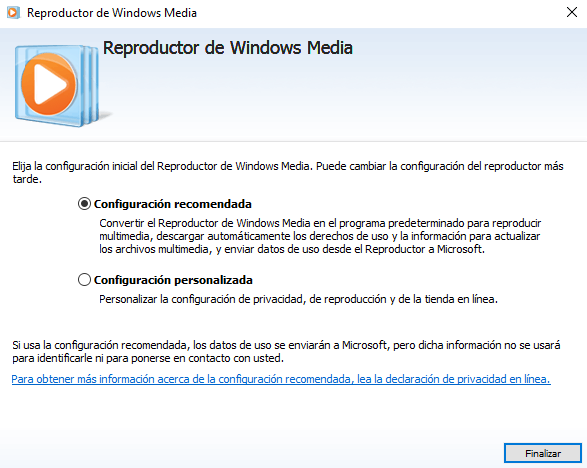 Reproductor de Windows Media
Reproductor de Windows Media
Elija la configuración inicial del Reproductor de Windows Media. Puede cambiar la configuración del reproductor más
tarde.
Configuración recomendada
Convertir el Reproductor de Windows Media en el programa predeterminado para reproducir
multimedia, descargar automáticamente los derechos de uso y la información para actualizar
los archivos multimedia, y enviar datos de uso desde el Reproductor a Microsoft.
Configuración personalizada
Personalizar la configuración de privacidad, de reproducción y de la tienda en línea.
Si usa la configuración recomendada, los datos de uso se enviarán a Microsoft, pero dicha información no se usará
para identificarle ni para ponerse en contacto con usted.
Para obtener más información acerca de la configuración recomendada, lea la declaración de privacidad en línea.
Finalizar